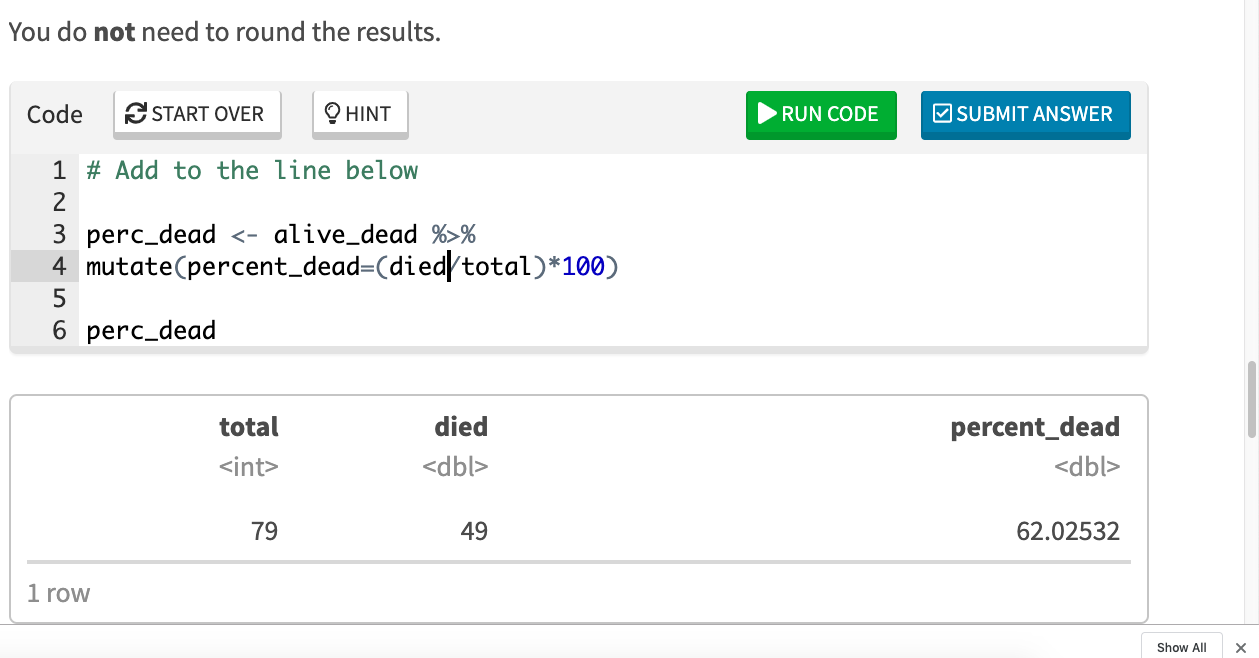 You do not need to round the results.
Code START OVER HINT RUN CODE SUBMIT ANSWER
1 # Add to the line below
2
3 perc_dead <- alive_dead %>%
4 mutate(percent_dead=(died/total)*100)
5
6 perc_dead
total died percent_dead
<int> <dbl> <dbl>
79 49 62.02532
1 row
Show All ×